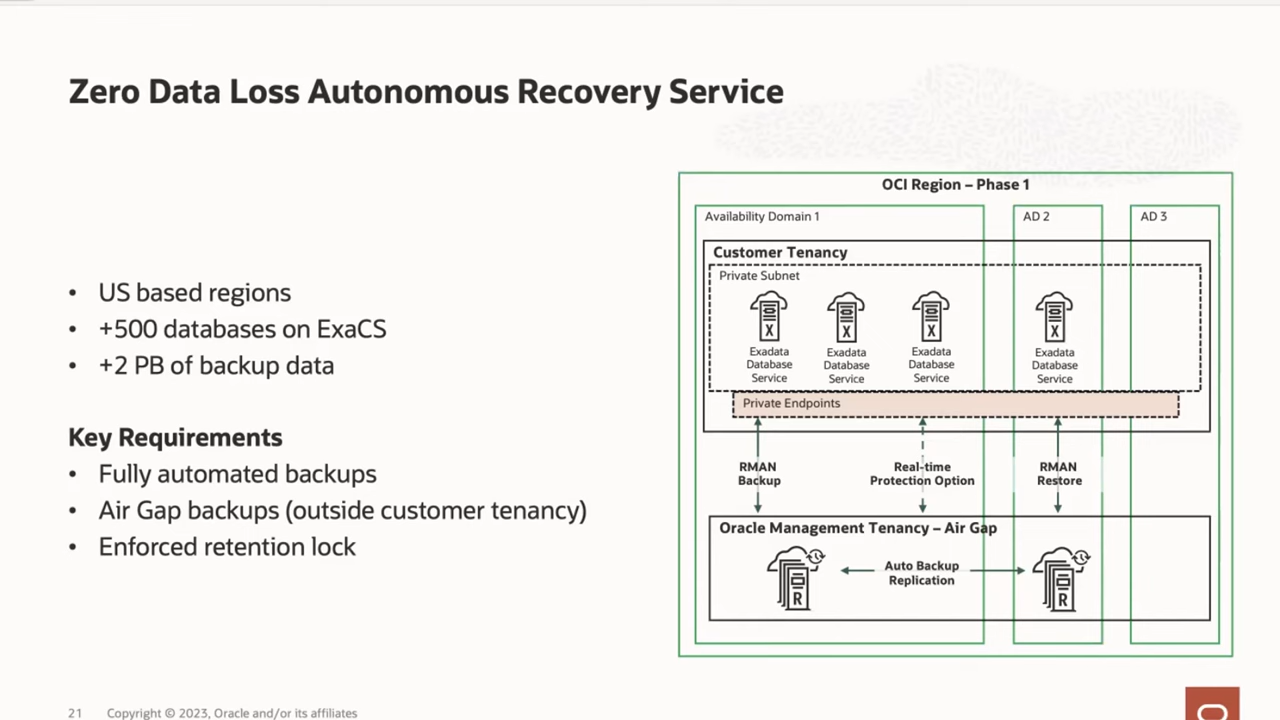 Zero Data Loss Autonomous Recovery Service
• US based regions
• +500 databases on ExaCS
• +2 PB of backup data
Key Requirements
• Fully automated backups
• Air Gap backups (outside customer tenancy)
• Enforced retention lock
OCI Region – Phase 1
Availability Domain 1
AD 2
AD 3
Customer Tenancy
Private Subnet
X
Exadata
Database
Service
X
Exadata
Database
Service
X
Exadata
Database
Service
X
Exadata
Database
Service
Private Endpoints
RMAN
Backup
Real-time
Protection Option
RMAN
Restore
Oracle Management Tenancy – Air Gap
R
Auto Backup
Replication
R
21 Copyright © 2023, Oracle and/or its affiliates